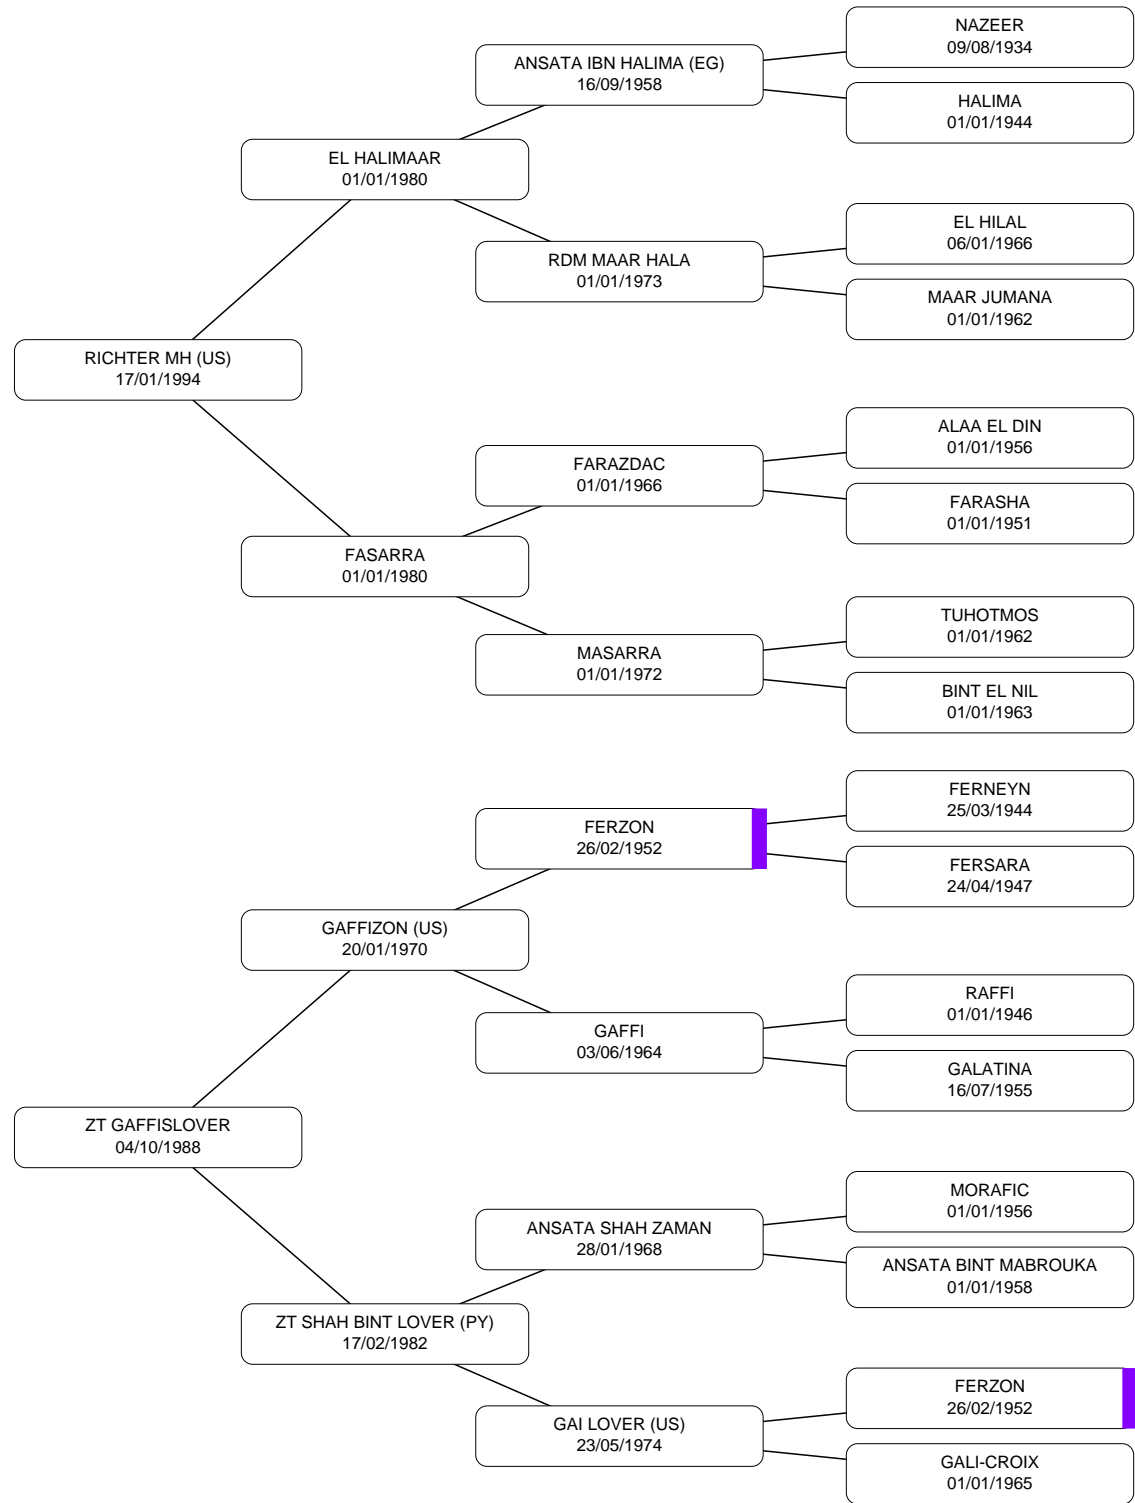 NAZEER
09/08/1934
ANSATA IBN HALIMA (EG)
16/09/1958
HALIMA
01/01/1944
EL HALIMAAR
01/01/1980
EL HILAL
06/01/1966
RDM MAAR HALA
01/01/1973
MAAR JUMANA
01/01/1962
RICHTER MH (US)
17/01/1994
ALAA EL DIN
01/01/1956
FARAZDAC
01/01/1966
FARASHA
01/01/1951
FASARRA
01/01/1980
TUHOTMOS
01/01/1962
MASARRA
01/01/1972
BINT EL NIL
01/01/1963
FERNEYN
25/03/1944
FERZON
26/02/1952
FERSARA
24/04/1947
GAFFIZON (US)
20/01/1970
RAFFI
01/01/1946
GAFFI
03/06/1964
GALATINA
16/07/1955
ZT GAFFISLOVER
04/10/1988
MORAFIC
01/01/1956
ANSATA SHAH ZAMAN
28/01/1968
ANSATA BINT MABROUKA
01/01/1958
ZT SHAH BINT LOVER (PY)
17/02/1982
FERZON
26/02/1952
GAI LOVER (US)
23/05/1974
GALI-CROIX
01/01/1965